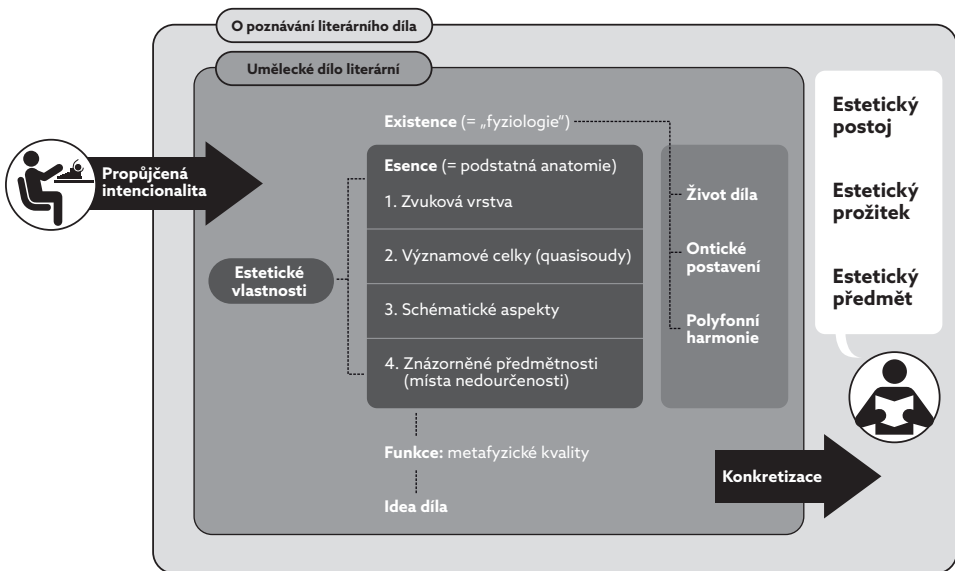 O poznávání literárního díla
Umělecké dílo literární
Existence (= „fyziologie“)
Propůjčená
intencionalita
Esence (= podstatná anatomie)
1. Zvuková vrstva
2. Významové celky (quasisoudy)
3. Schématické aspekty
4. Znázorněné předmětnosti
(místa nedourčenosti)
Estetické
vlastnosti
Život díla
Ontické
postavení
Polyfonní
harmonie
Funkce: metafyzické kvality
Idea díla
Konkretizace
Estetický
postoj
Estetický
prožitek
Estetický
předmět